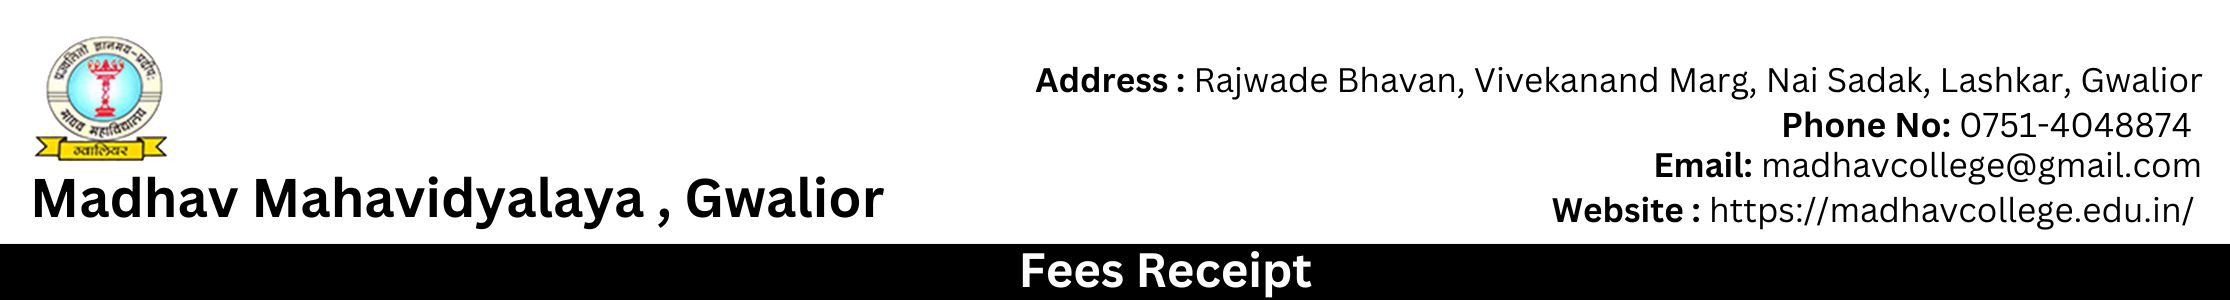 प्रज्वलितो ज्ञानमय-प्रदीपः
माधव महाविद्यालय
ग्वालियर
Madhav Mahavidyalaya , Gwalior
Address : Rajwade Bhavan, Vivekanand Marg, Nai Sadak, Lashkar, Gwalior
Phone No: 0751-4048874
Email: madhavcollege@gmail.com
Website : https://madhavcollege.edu.in/
Fees Receipt